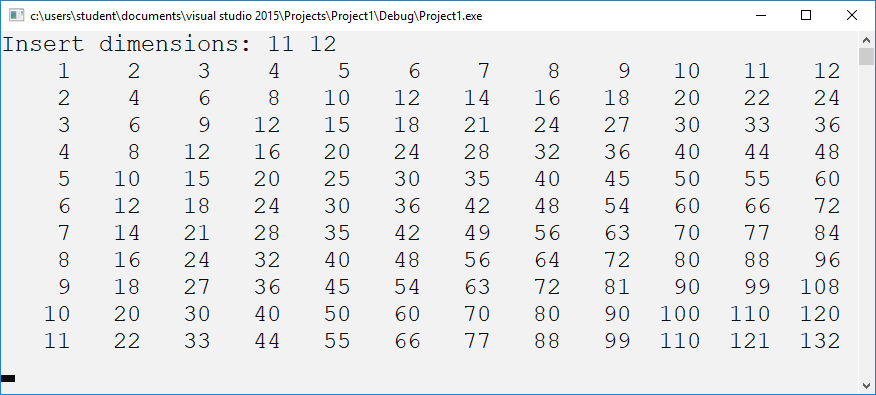 c:\users\student\documents\visual studio 2015\Projects\Project1\Debug\Project1.exe
Insert dimensions: 11 12
1 2 3 4 5 6 7 8 9 10 11 12
2 4 6 8 10 12 14 16 18 20 22 24
3 6 9 12 15 18 21 24 27 30 33 36
4 8 12 16 20 24 28 32 36 40 44 48
5 10 15 20 25 30 35 40 45 50 55 60
6 12 18 24 30 36 42 48 54 60 66 72
7 14 21 28 35 42 49 56 63 70 77 84
8 16 24 32 40 48 56 64 72 80 88 96
9 18 27 36 45 54 63 72 81 90 99 108
10 20 30 40 50 60 70 80 90 100 110 120
11 22 33 44 55 66 77 88 99 110 121 132